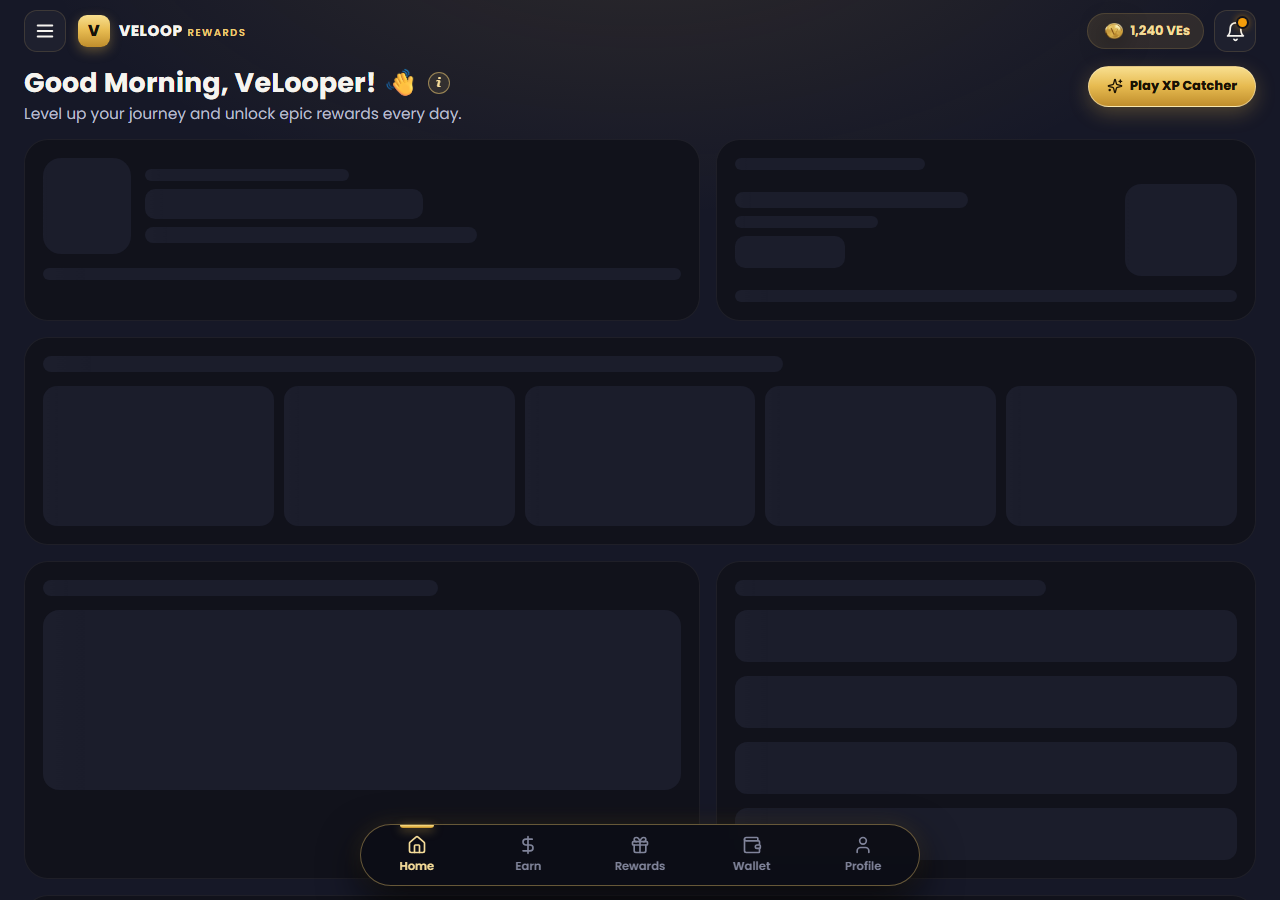 V VELOOP REWARDS
1,240 VEs
Good Morning, VeLooper! 👋 i
Play XP Catcher
Level up your journey and unlock epic rewards every day.
Home Earn Rewards Wallet Profile